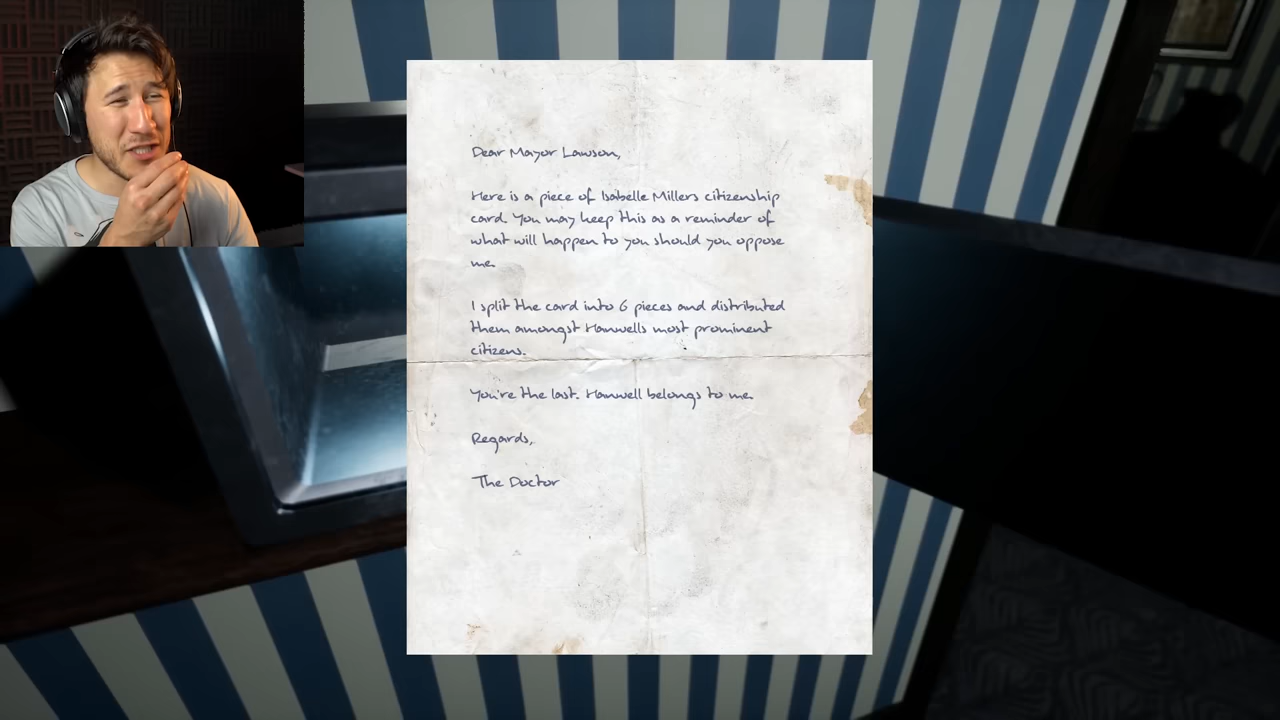 Dear Mayor Lawson,
Here is a piece of Isabelle Millers citizenship
card. You may keep this as a reminder of
what will happen to you should you oppose
me.
I split the card into 6 pieces and distributed
them amongst Hanwells most prominent
citizens.
You're the last. Hanwell belongs to me.
Regards,
The Doctor